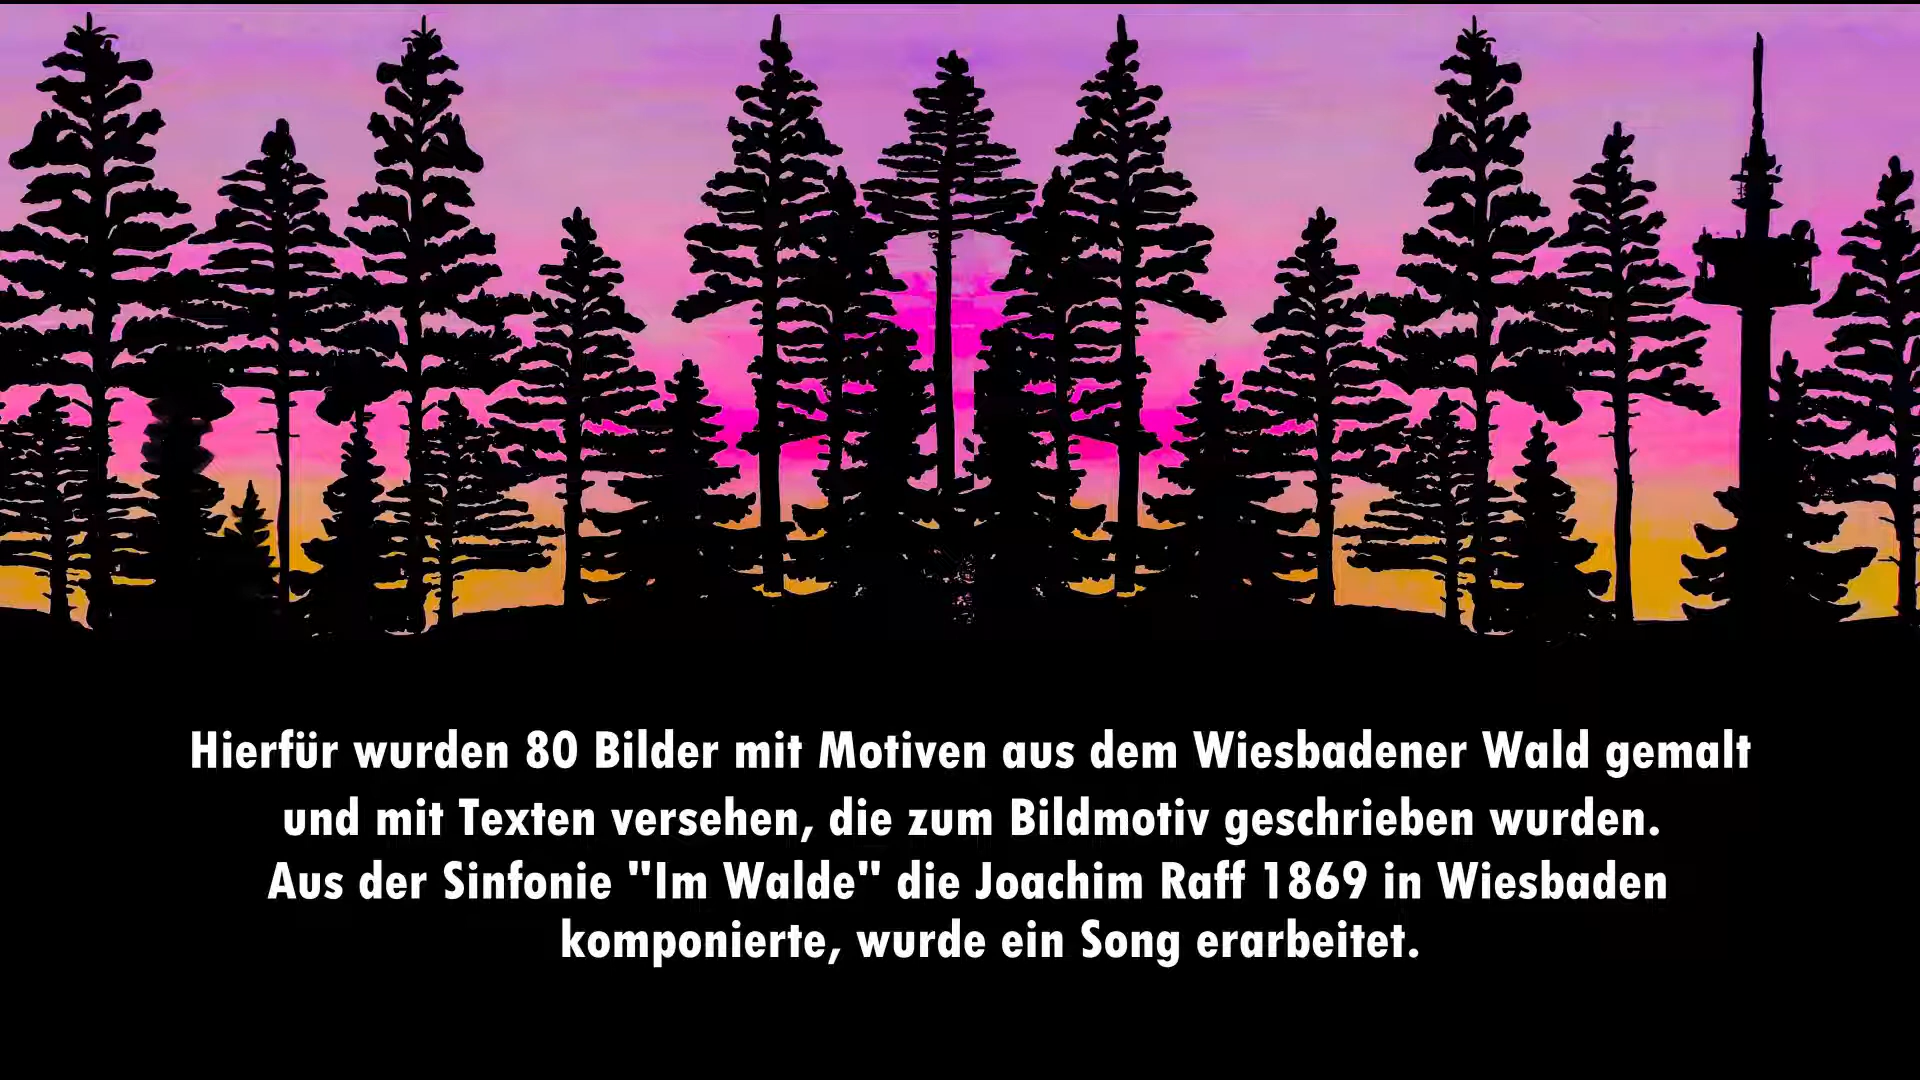 Hierfür wurden 80 Bilder mit Motiven aus dem Wiesbadener Wald gemalt
und mit Texten versehen, die zum Bildmotiv geschrieben wurden.
Aus der Sinfonie "Im Walde" die Joachim Raff 1869 in Wiesbaden
komponierte, wurde ein Song erarbeitet.